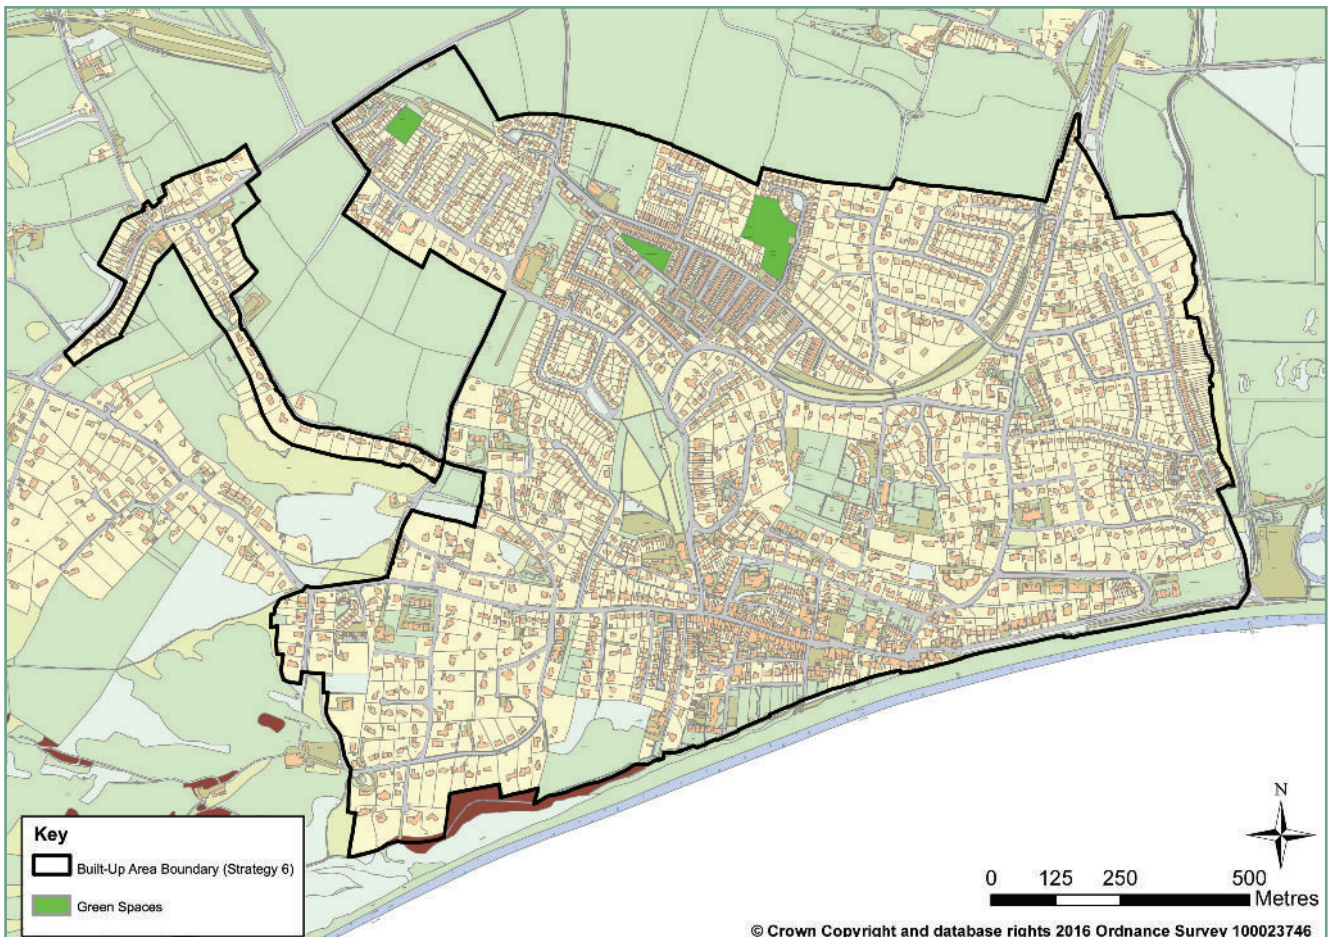 N
Key
Built-Up Area Boundary (Strategy 6)
Green Spaces
0 125 250 500
Metres
© Crown Copyright and database rights 2016 Ordnance Survey 100023746